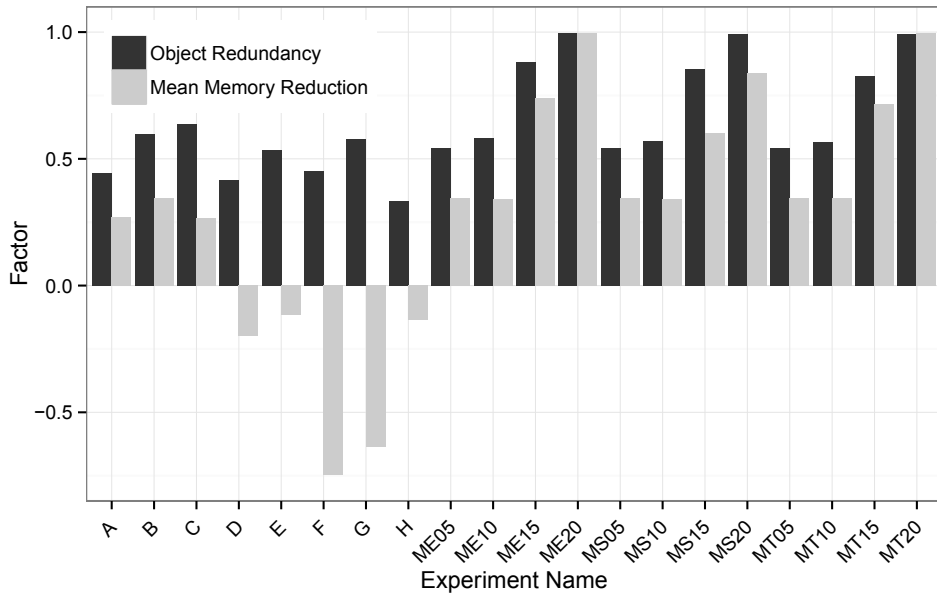 Object Redundancy
Mean Memory Reduction
Factor
1.0
0.5
0.0
−0.5
A B C D E F G H ME05 ME10 ME15 ME20 MS05 MS10 MS15 MS20 MT05 MT10 MT15 MT20
Experiment Name